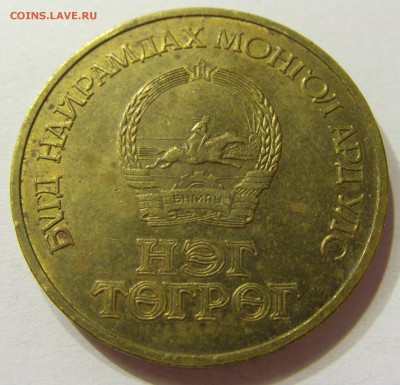 COINS.LAVE.RU
БҮГД НАЙРАМДАХ МОНГОЛ АРД УЛС
БНМАУ
НЭГ
ТӨГРӨГ